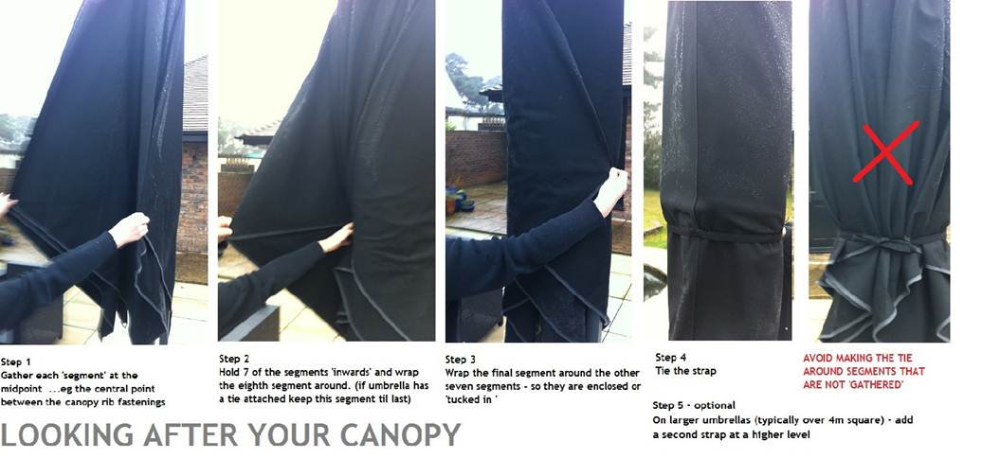 Step 1
Gather each 'segment' at the
midpoint ...eg the central point
between the canopy rib fastenings
Step 2
Hold 7 of the segments 'inwards' and wrap
the eighth segment around. (if umbrella has
a tie attached keep this segment til last)
Step 3
Wrap the final segment around the other
seven segments - so they are enclosed or
'tucked in '
Step 4
Tie the strap
Step 5 - optional
On larger umbrellas (typically over 4m square) - add
a second strap at a higher level
AVOID MAKING THE TIE
AROUND SEGMENTS THAT
ARE NOT 'GATHERED'
LOOKING AFTER YOUR CANOPY